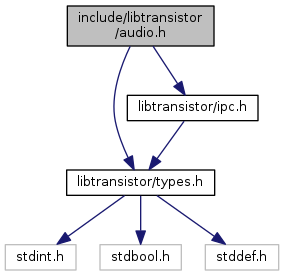 include/libtransistor
/audio.h
libtransistor/ipc.h
libtransistor/types.h
stdint.h
stdbool.h
stddef.h